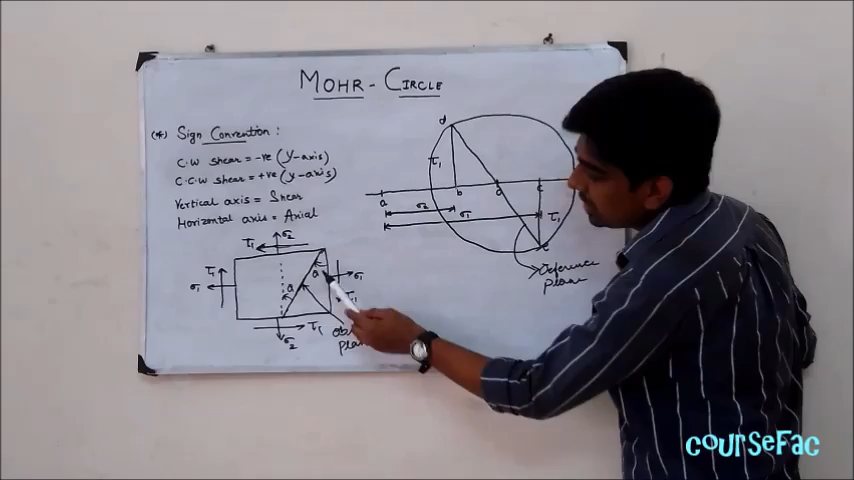 MOHR - CIRCLE
(*) Sign Convention :
C.W shear = -ve (Y-axis)
C.C.W shear = +ve (Y-axis)
Vertical axis = Shear
Horizontal axis = Axial
d
τ1
a
b
o
c
σ2
σ1
τ1
e
plane
τ1
σ2
τ1
σ1
θ
θ
σ1
τ1
τ1
σ2
courseFac